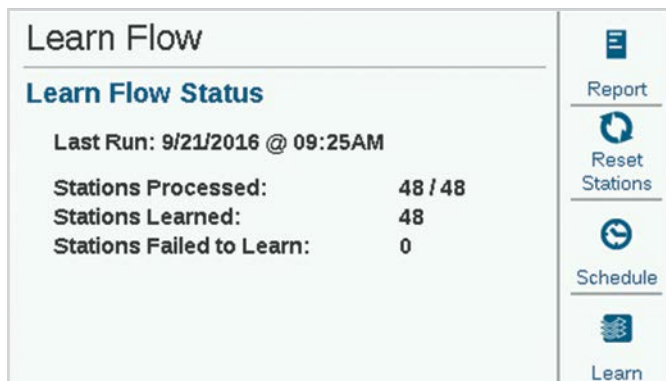 Learn Flow
Learn Flow Status
Last Run: 9/21/2016 @ 09:25AM
Stations Processed: 48 / 48
Stations Learned: 48
Stations Failed to Learn: 0
Report
Reset
Stations
Schedule
Learn